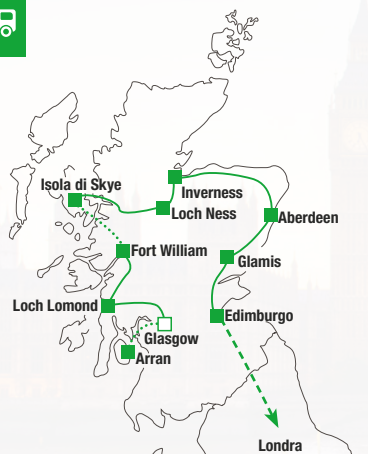 Isola di Skye
Inverness
Loch Ness
Aberdeen
Fort William
Glamis
Loch Lomond
Edimburgo
Glasgow
Arran
Londra